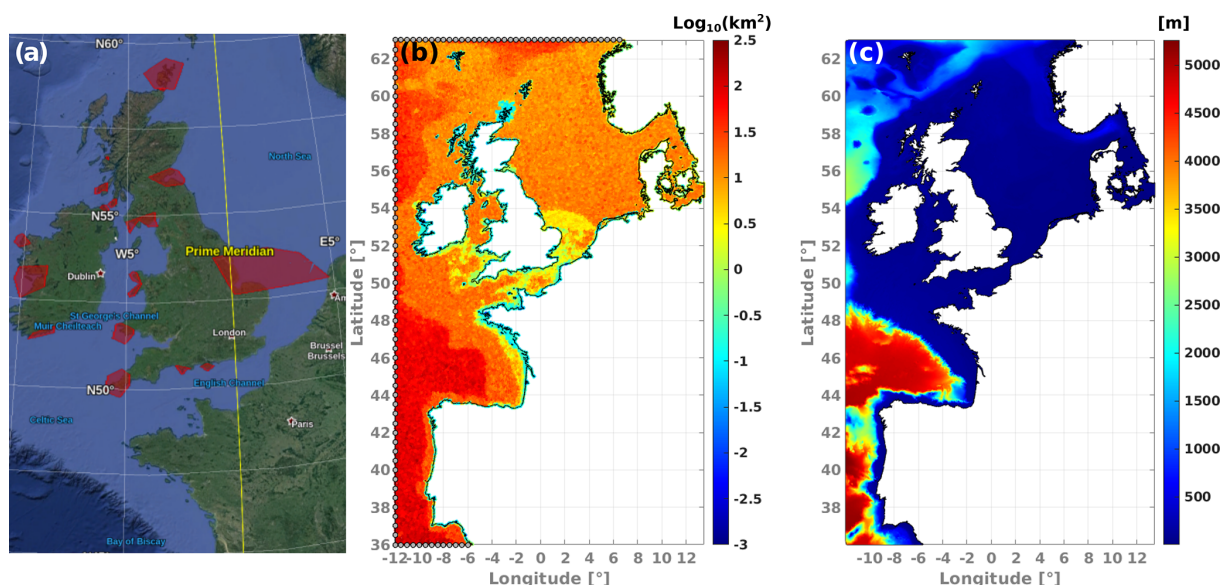 (a)
N60°
North Sea
N55°
E5°
W5°
Prime Meridian
Dublin
St George's Channel
Muir Cheilteach
London
Brussel
Brussels
N50°
English Channel
Celtic Sea
Paris
Bay of Biscay
(b)
Log10(km2)
62
60
58
56
54
52
50
48
46
44
42
40
38
36
Latitude [°]
-12 -10 -8 -6 -4 -2 0 2 4 6 8 10 12
Longitude [°]
2.5
2
1.5
1
0.5
0
-0.5
-1
-1.5
-2
-2.5
-3
(c)
[m]
62
60
58
56
54
52
50
48
46
44
42
40
38
36
Latitude [°]
-10 -8 -6 -4 -2 0 2 4 6 8 10 12
Longitude [°]
5000
4500
4000
3500
3000
2500
2000
1500
1000
500